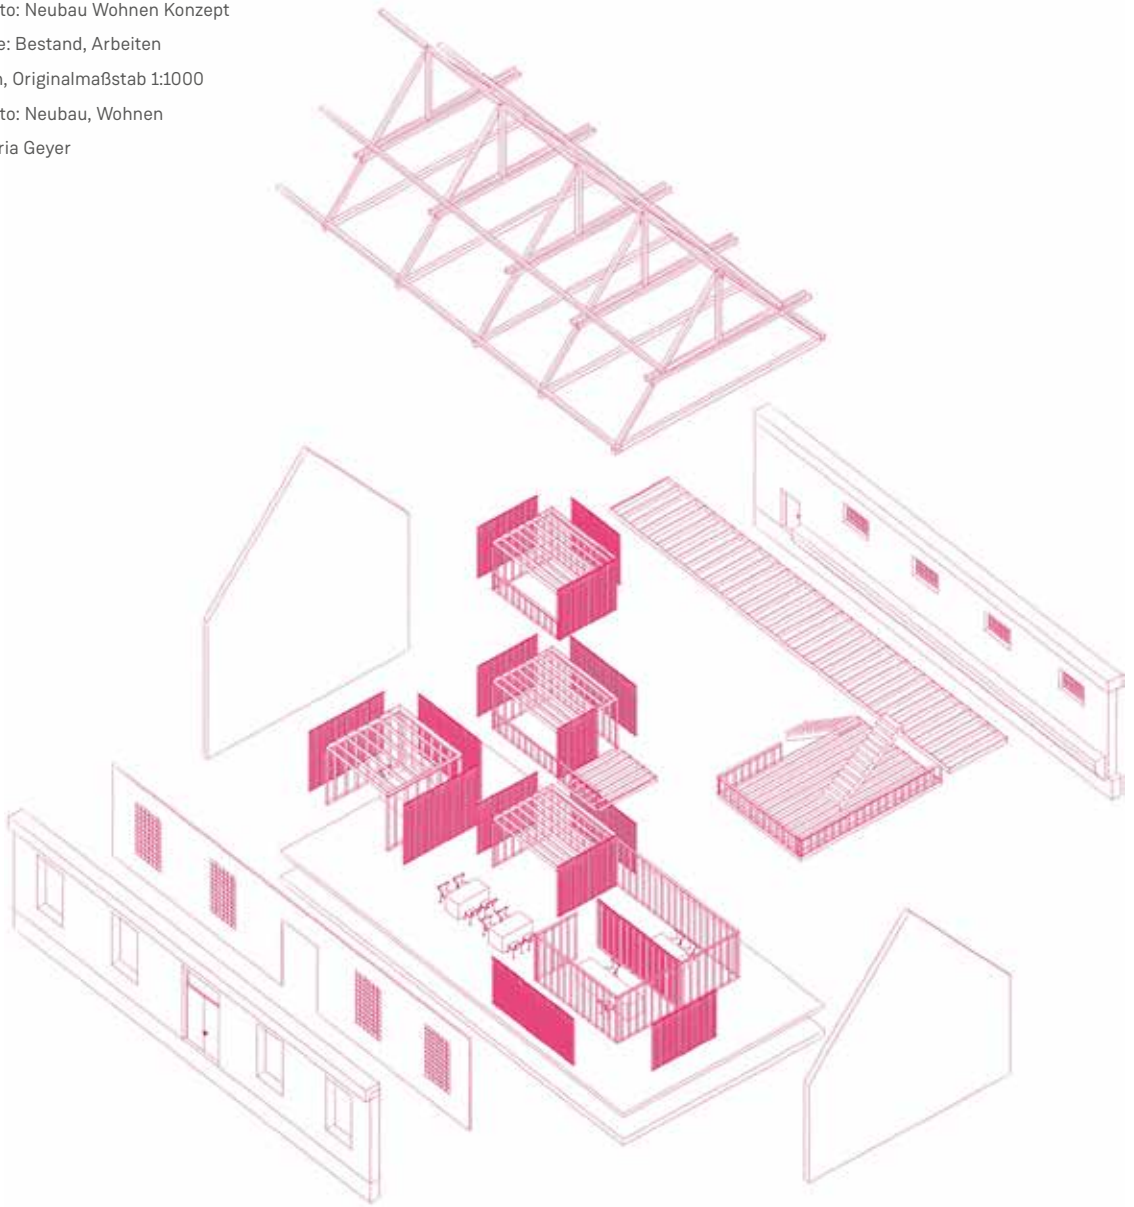 to: Neubau Wohnen Konzept
e: Bestand, Arbeiten
n, Originalmaßstab 1:1000
to: Neubau, Wohnen
ria Geyer